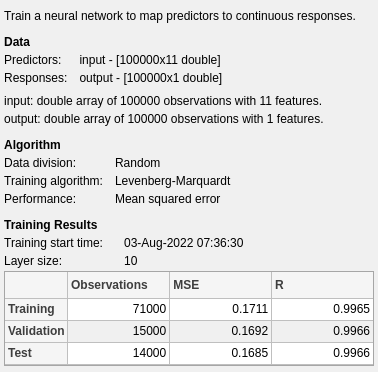 Train a neural network to map predictors to continuous responses.
Data
Predictors: input - [100000x11 double]
Responses: output - [100000x1 double]
input: double array of 100000 observations with 11 features.
output: double array of 100000 observations with 1 features.
Algorithm
Data division: Random
Training algorithm: Levenberg-Marquardt
Performance: Mean squared error
Training Results
Training start time: 03-Aug-2022 07:36:30
Layer size: 10
Observations MSE R
Training 71000 0.1711 0.9965
Validation 15000 0.1692 0.9966
Test 14000 0.1685 0.9966